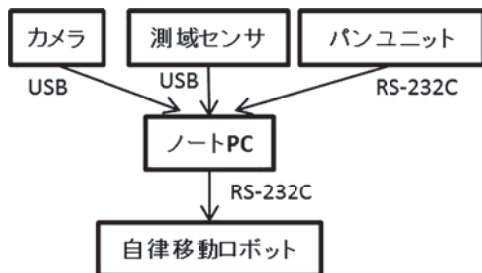 カメラ
測域センサ
パンユニット
USB
USB
RS-232C
ノートPC
RS-232C
自律移動ロボット